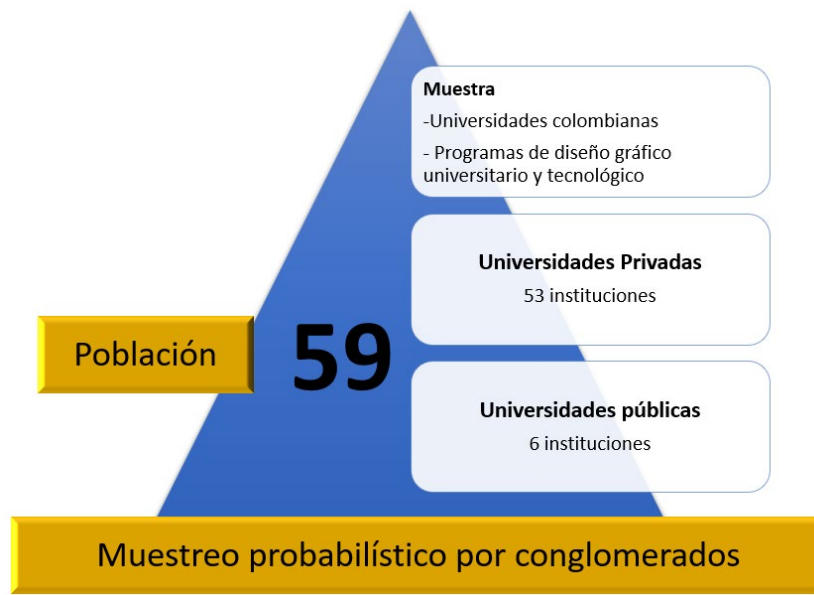 Muestra
-Universidades colombianas
- Programas de diseño gráfico
universitario y tecnológico
Universidades Privadas
53 instituciones
Población
59
Universidades públicas
6 instituciones
Muestreo probabilístico por conglomerados